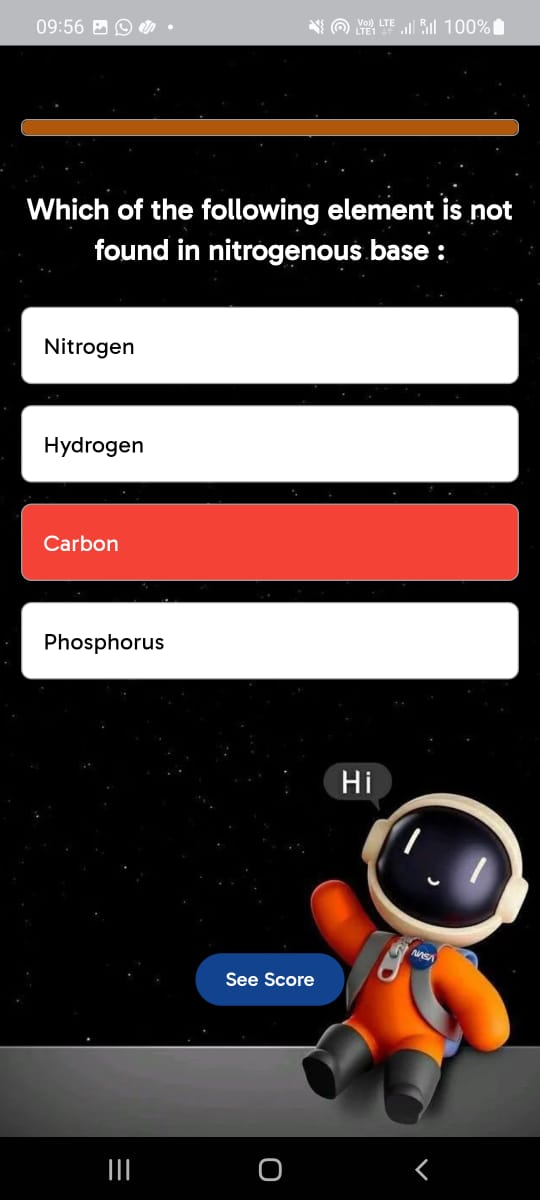 09:56
Vo) LTE
LTE1
R
100%
Which of the following element is not
found in nitrogenous base :
Nitrogen
Hydrogen
Carbon
Phosphorus
Hi
NASA
See Score